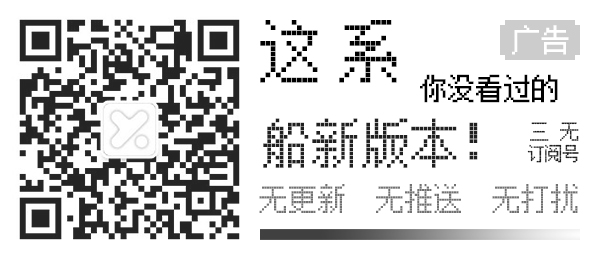 这系
广告
你没看过的
船新版本！
三无
订阅号
无更新 无推送 无打扰